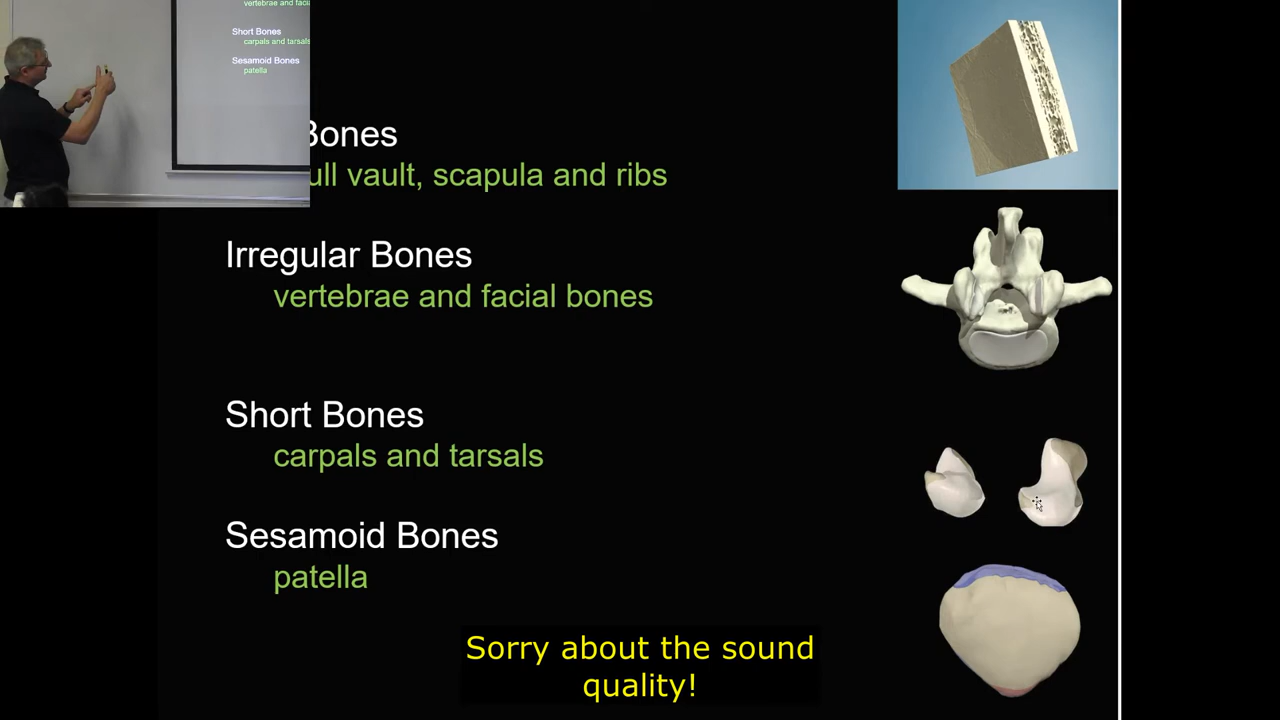 vertebrae and facia
Short Bones
carpals and tarsals
Sesamoid Bones
patella
Bones
ull vault, scapula and ribs
Irregular Bones
vertebrae and facial bones
Short Bones
carpals and tarsals
Sesamoid Bones
patella
Sorry about the sound
quality!